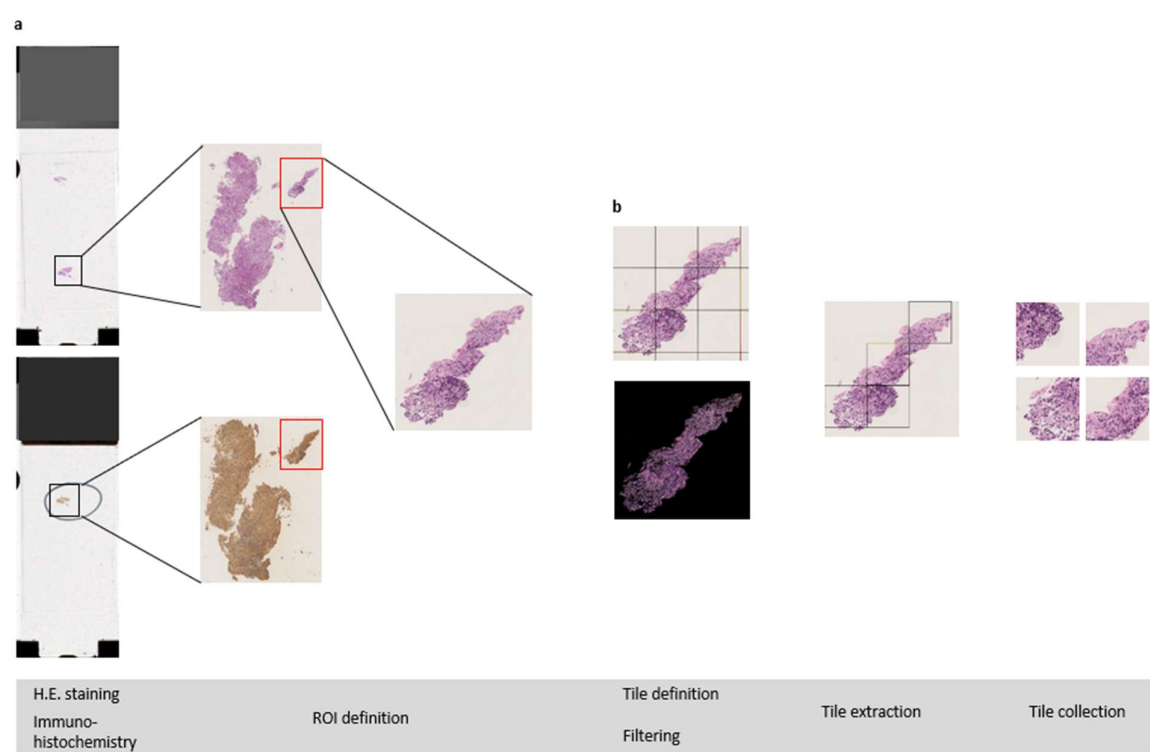 a
b
H.E. staining
Immuno-
histochemistry
ROI definition
Tile definition
Filtering
Tile extraction
Tile collection